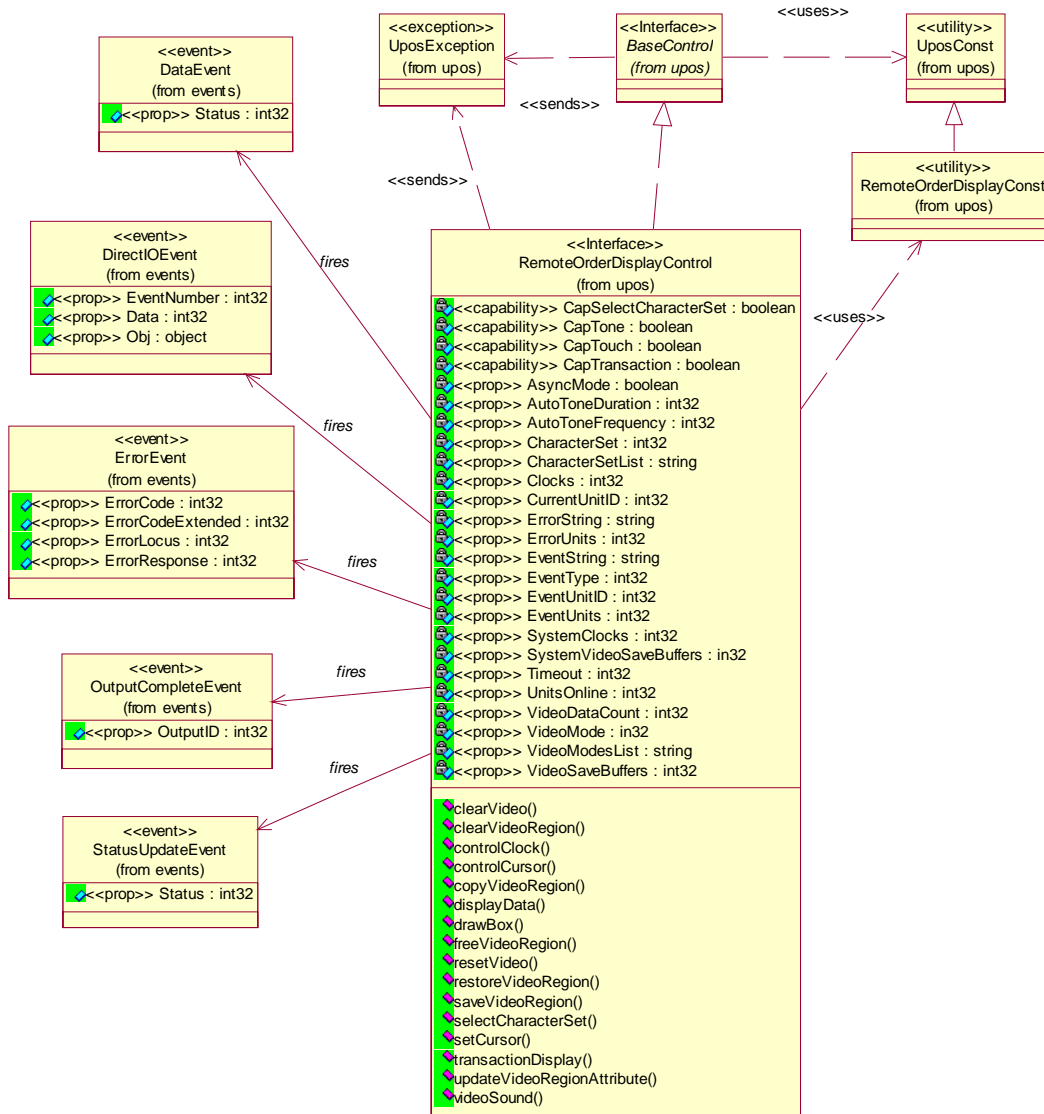 <<event>>
DataEvent
(from events)
<<prop>> Status : int32
<<exception>>
UposException
(from upos)
<<Interface>>
BaseControl
(from upos)
<<uses>>
<<utility>>
UposConst
(from upos)
<<sends>>
<<sends>>
<<utility>>
RemoteOrderDisplayConst
(from upos)
<<event>>
DirectIOEvent
(from events)
<<prop>> EventNumber : int32
<<prop>> Data : int32
<<prop>> Obj : object
fires
<<uses>>
<<Interface>>
RemoteOrderDisplayControl
(from upos)
<<capability>> CapSelectCharacterSet : boolean
<<capability>> CapTone : boolean
<<capability>> CapTouch : boolean
<<capability>> CapTransaction : boolean
<<prop>> AsyncMode : boolean
<<prop>> AutoToneDuration : int32
<<prop>> AutoToneFrequency : int32
<<prop>> CharacterSet : int32
<<prop>> CharacterSetList : string
<<prop>> Clocks : int32
<<prop>> CurrentUnitID : int32
<<prop>> ErrorString : string
<<prop>> ErrorUnits : int32
<<prop>> EventString : string
<<prop>> EventType : int32
<<prop>> EventUnitID : int32
<<prop>> EventUnits : int32
<<prop>> SystemClocks : int32
<<prop>> SystemVideoSaveBuffers : in32
<<prop>> Timeout : int32
<<prop>> UnitsOnline : int32
<<prop>> VideoDataCount : int32
<<prop>> VideoMode : in32
<<prop>> VideoModesList : string
<<prop>> VideoSaveBuffers : int32
clearVideo()
clearVideoRegion()
controlClock()
controlCursor()
copyVideoRegion()
displayData()
drawBox()
freeVideoRegion()
resetVideo()
restoreVideoRegion()
saveVideoRegion()
selectCharacterSet()
setCursor()
transactionDisplay()
updateVideoRegionAttribute()
videoSound()
fires
<<event>>
ErrorEvent
(from events)
<<prop>> ErrorCode : int32
<<prop>> ErrorCodeExtended : int32
<<prop>> ErrorLocus : int32
<<prop>> ErrorResponse : int32
fires
<<event>>
OutputCompleteEvent
(from events)
<<prop>> OutputID : int32
fires
<<event>>
StatusUpdateEvent
(from events)
<<prop>> Status : int32
fires